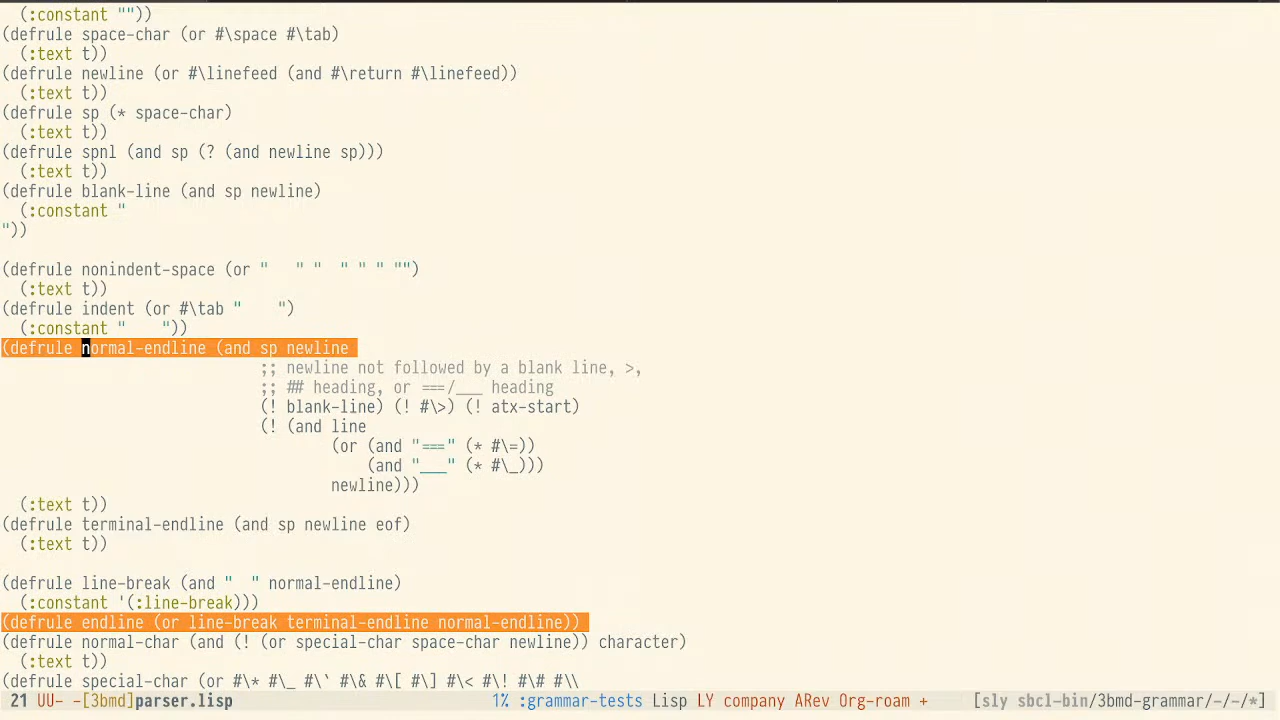 (:constant ""))
(defrule space-char (or #\space #\tab)
  (:text t))
(defrule newline (or #\linefeed (and #\return #\linefeed))
  (:text t))
(defrule sp (* space-char)
  (:text t))
(defrule spnl (and sp (? (and newline sp)))
  (:text t))
(defrule blank-line (and sp newline)
  (:constant "
"))

(defrule nonindent-space (or "   " "  " " " "")
  (:text t))
(defrule indent (or #\tab "    ")
  (:constant "    "))
(defrule normal-endline (and sp newline
                             ;; newline not followed by a blank line, >,
                             ;; ## heading, or ===/___ heading
                             (! blank-line) (! #\>) (! atx-start)
                             (! (and line
                                     (or (and "===" (* #\=))
                                         (and "___" (* #\_)))
                                     newline)))
  (:text t))
(defrule terminal-endline (and sp newline eof)
  (:text t))

(defrule line-break (and "  " normal-endline)
  (:constant '(:line-break)))
(defrule endline (or line-break terminal-endline normal-endline))
(defrule normal-char (and (! (or special-char space-char newline)) character)
  (:text t))
(defrule special-char (or #\* #\_ #\` #\& #\[ #\] #\< #\! #\# #\\
21 UU- -[3bmd]parser.lisp 1% :grammar-tests Lisp LY company ARev Org-roam + [sly sbcl-bin/3bmd-grammar/-/-/*]